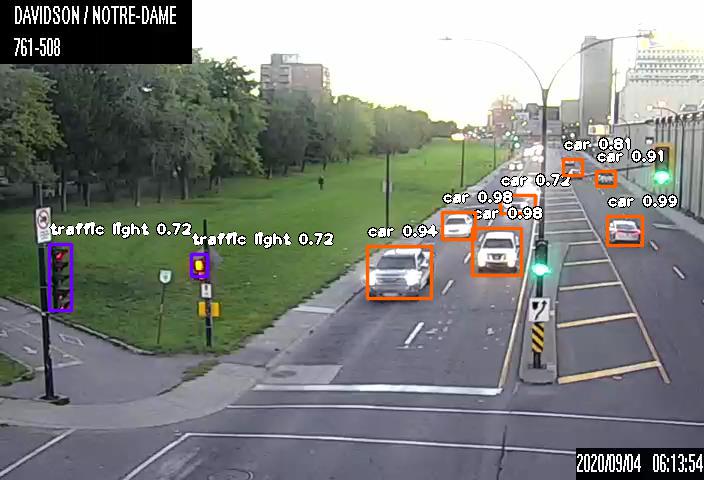 DAVIDSON / NOTRE-DAME
761-508
car 0.81
car 0.91
car 0.72
car 0.98
car 0.99
car 0.98
traffic light 0.72
car 0.94
traffic light 0.72
2020/09/04 06:13:54